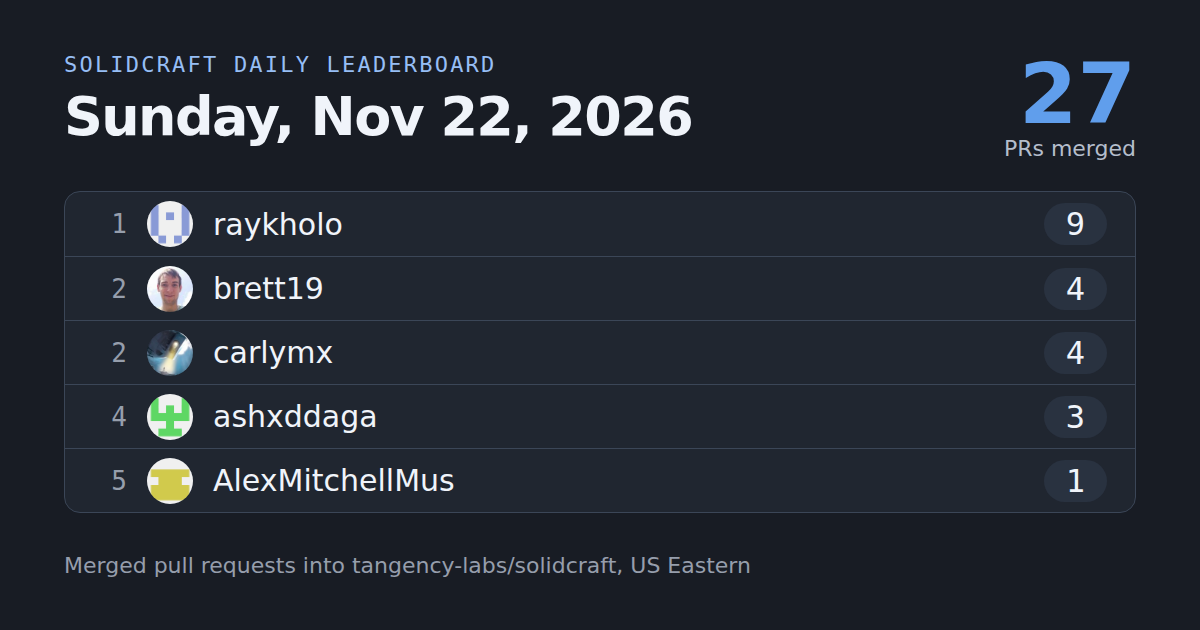 SOLIDCRAFT DAILY LEADERBOARD
Sunday, Nov 22, 2026
27
PRs merged
1 raykholo 9
2 brett19 4
2 carlymx 4
4 ashxddaga 3
5 AlexMitchellMus 1
Merged pull requests into tangency-labs/solidcraft, US Eastern